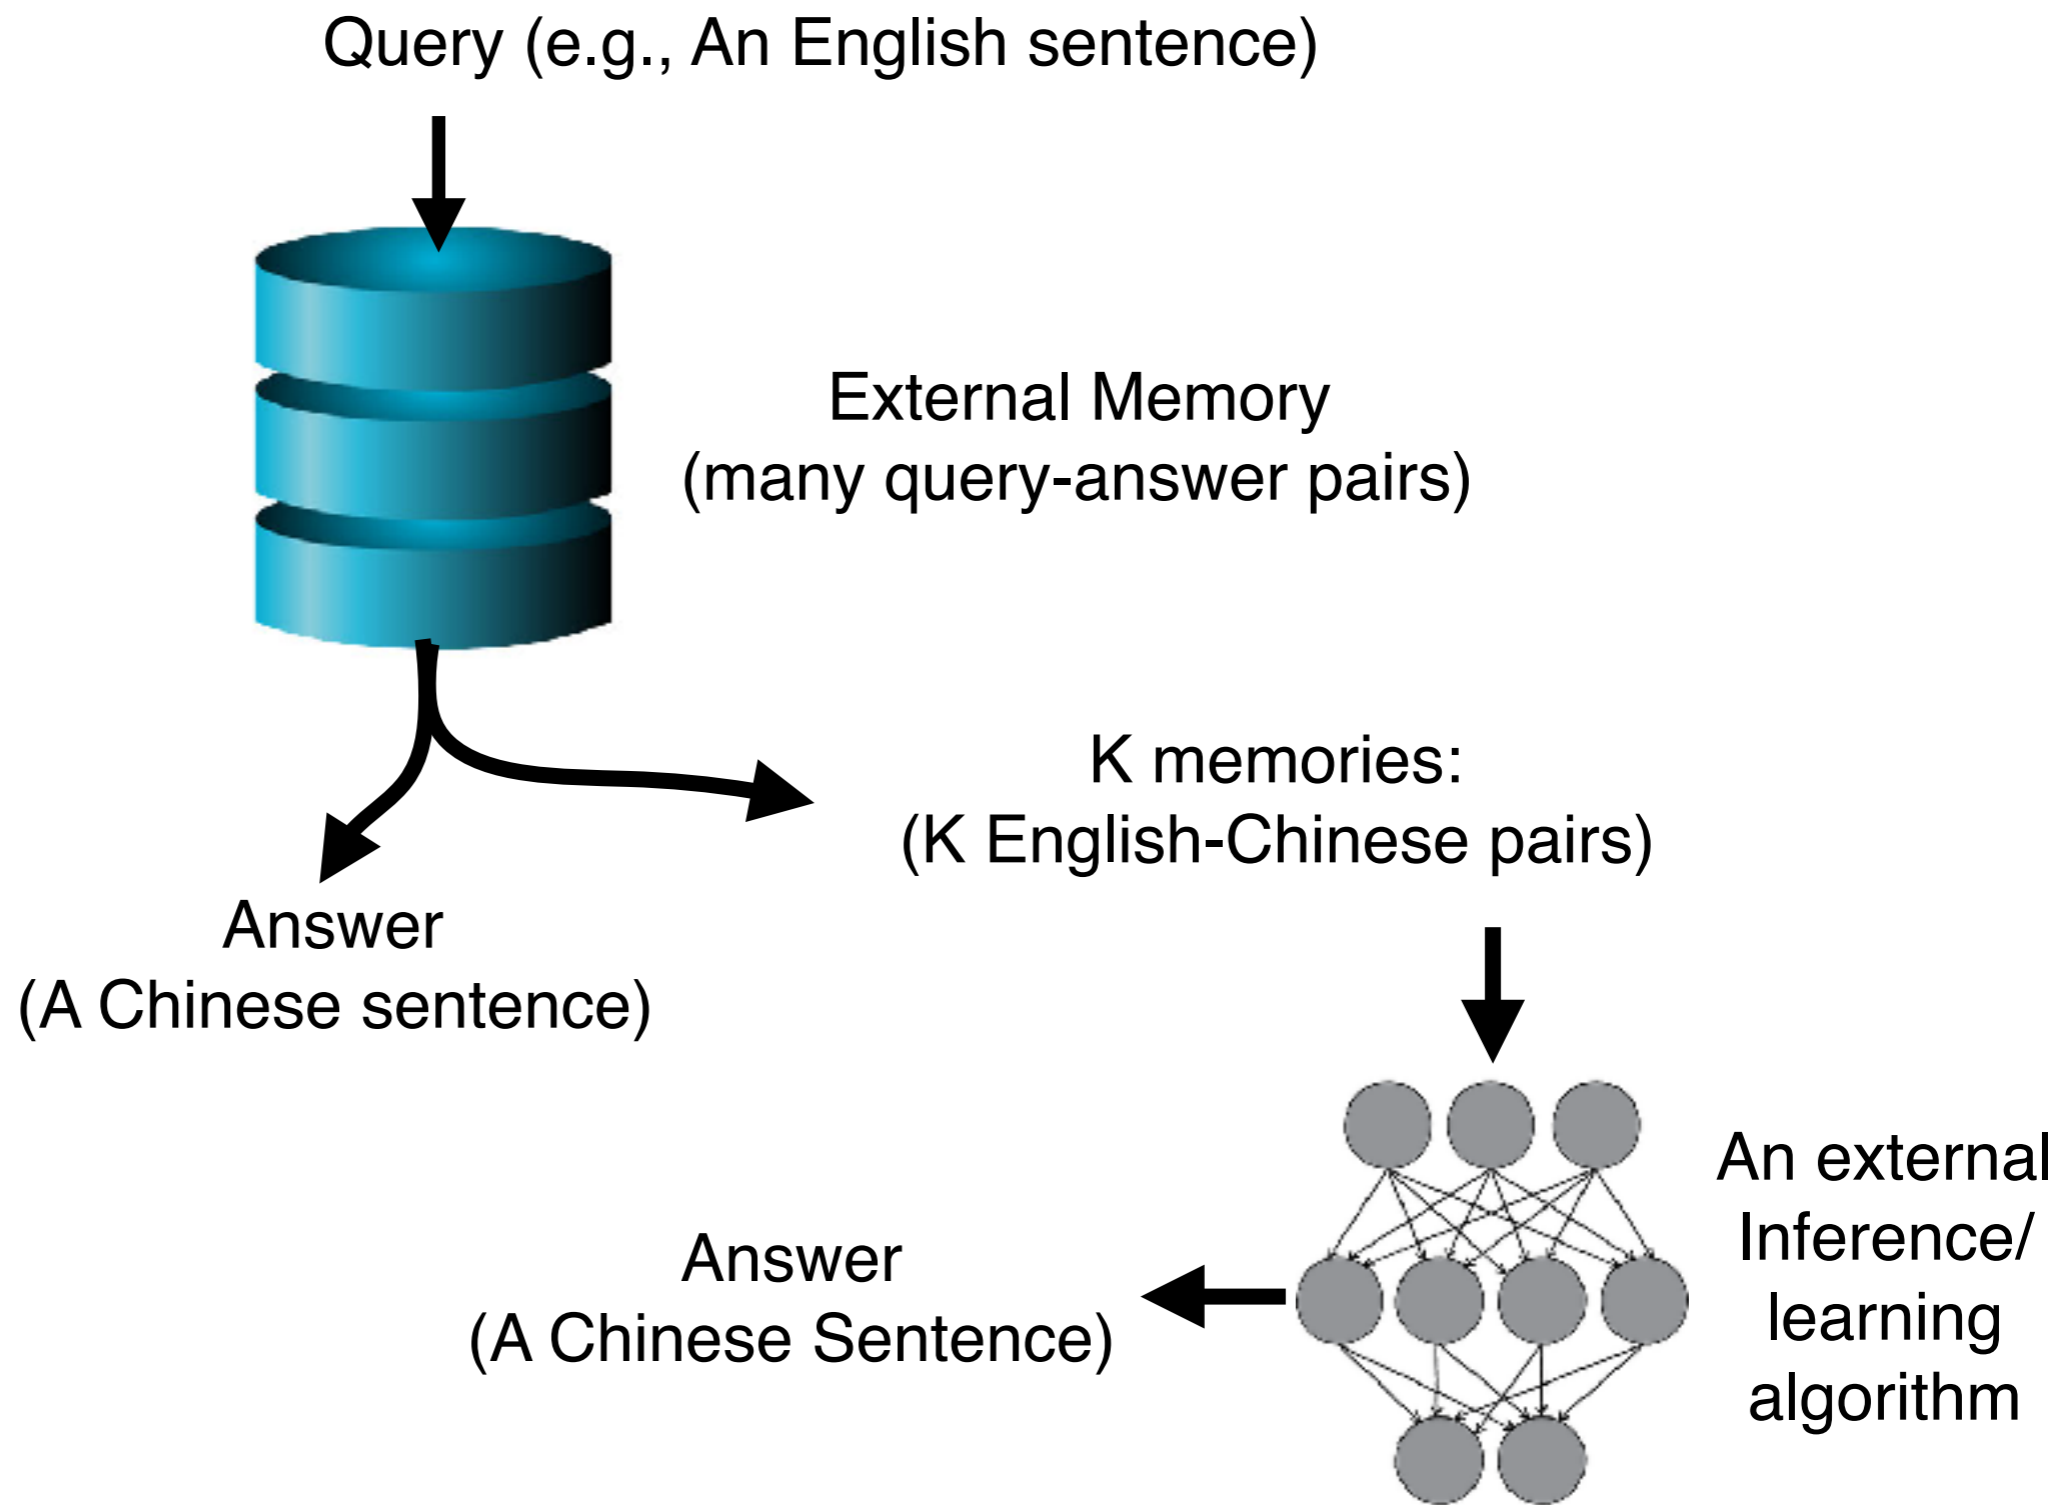 Query (e.g., An English sentence)
External Memory
(many query-answer pairs)
K memories:
(K English-Chinese pairs)
Answer
(A Chinese sentence)
An external
Inference/
learning
algorithm
Answer
(A Chinese Sentence)